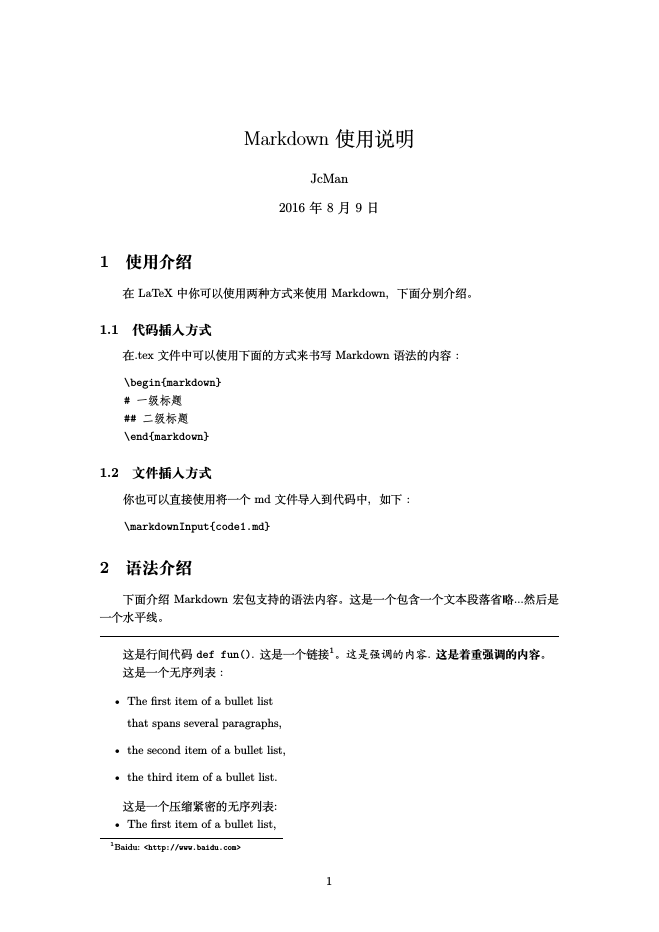 Markdown 使用说明
JcMan
2016 年 8 月 9 日
1 使用介绍
在 LaTeX 中你可以使用两种方式来使用 Markdown，下面分别介绍。
1.1 代码插入方式
在.tex 文件中可以使用下面的方式来书写 Markdown 语法的内容：
\begin{markdown}
# 一级标题
## 二级标题
\end{markdown}
1.2 文件插入方式
你也可以直接使用将一个 md 文件导入到代码中，如下：
\markdownInput{code1.md}
2 语法介绍
下面介绍 Markdown 宏包支持的语法内容。这是一个包含一个文本段落省略...然后是
一个水平线。
这是行间代码 def fun(). 这是一个链接1。这是强调的内容. 这是着重强调的内容。
这是一个无序列表：
• The first item of a bullet list
that spans several paragraphs,
• the second item of a bullet list,
• the third item of a bullet list.
这是一个压缩紧密的无序列表:
• The first item of a bullet list,
1Baidu: <http://www.baidu.com>
1